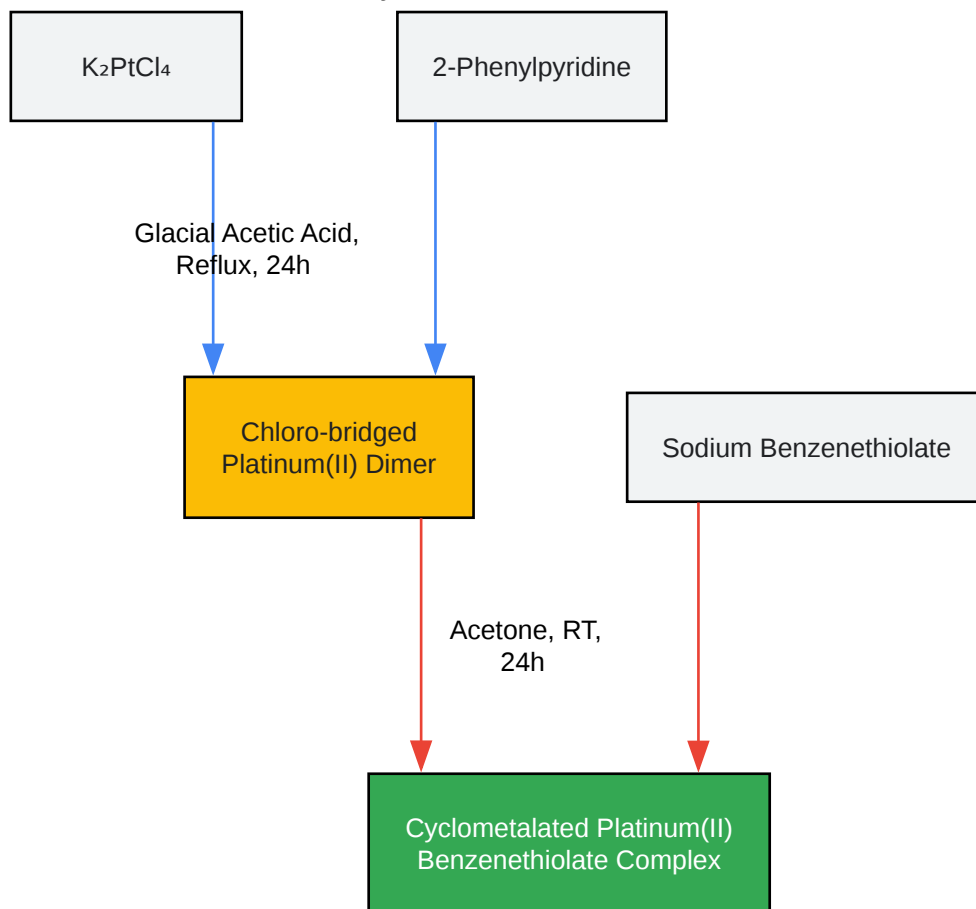 K₂PtCl₄
2-Phenylpyridine
Glacial Acetic Acid,
Reflux, 24h
Chloro-bridged
Platinum(II) Dimer
Sodium Benzenethiolate
Acetone, RT,
24h
Cyclometalated Platinum(II)
Benzenethiolate Complex